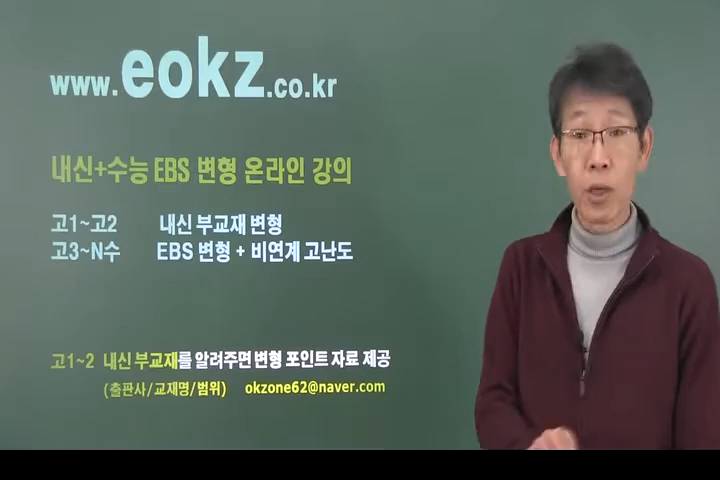 www.eokz.co.kr
내신+수능 EBS 변형 온라인 강의
고1~고2 내신 부교재 변형
고3~N수 EBS 변형 + 비연계 고난도
고1~2 내신 부교재를 알려주면 변형 포인트 자료 제공
(출판사/교재명/범위) okzone62@naver.com